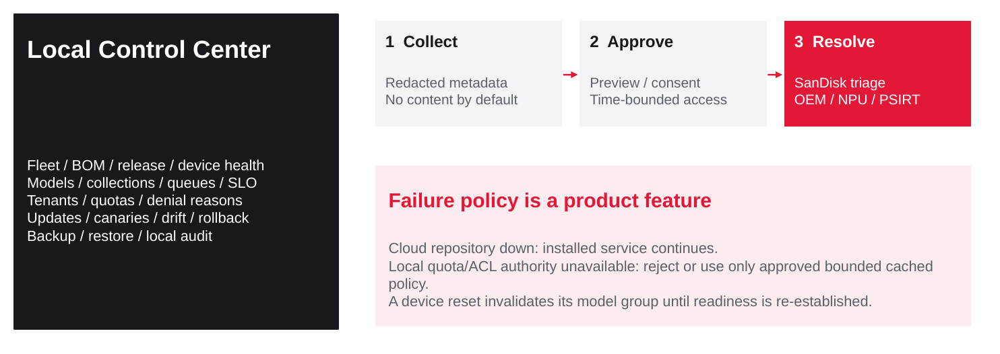 Local Control Center
Fleet / BOM / release / device health
Models / collections / queues / SLO
Tenants / quotas / denial reasons
Updates / canaries / drift / rollback
Backup / restore / local audit
1 Collect
Redacted metadata
No content by default
2 Approve
Preview / consent
Time-bounded access
3 Resolve
SanDisk triage
OEM / NPU / PSIRT
Failure policy is a product feature
Cloud repository down: installed service continues.
Local quota/ACL authority unavailable: reject or use only approved bounded cached
policy.
A device reset invalidates its model group until readiness is re-established.